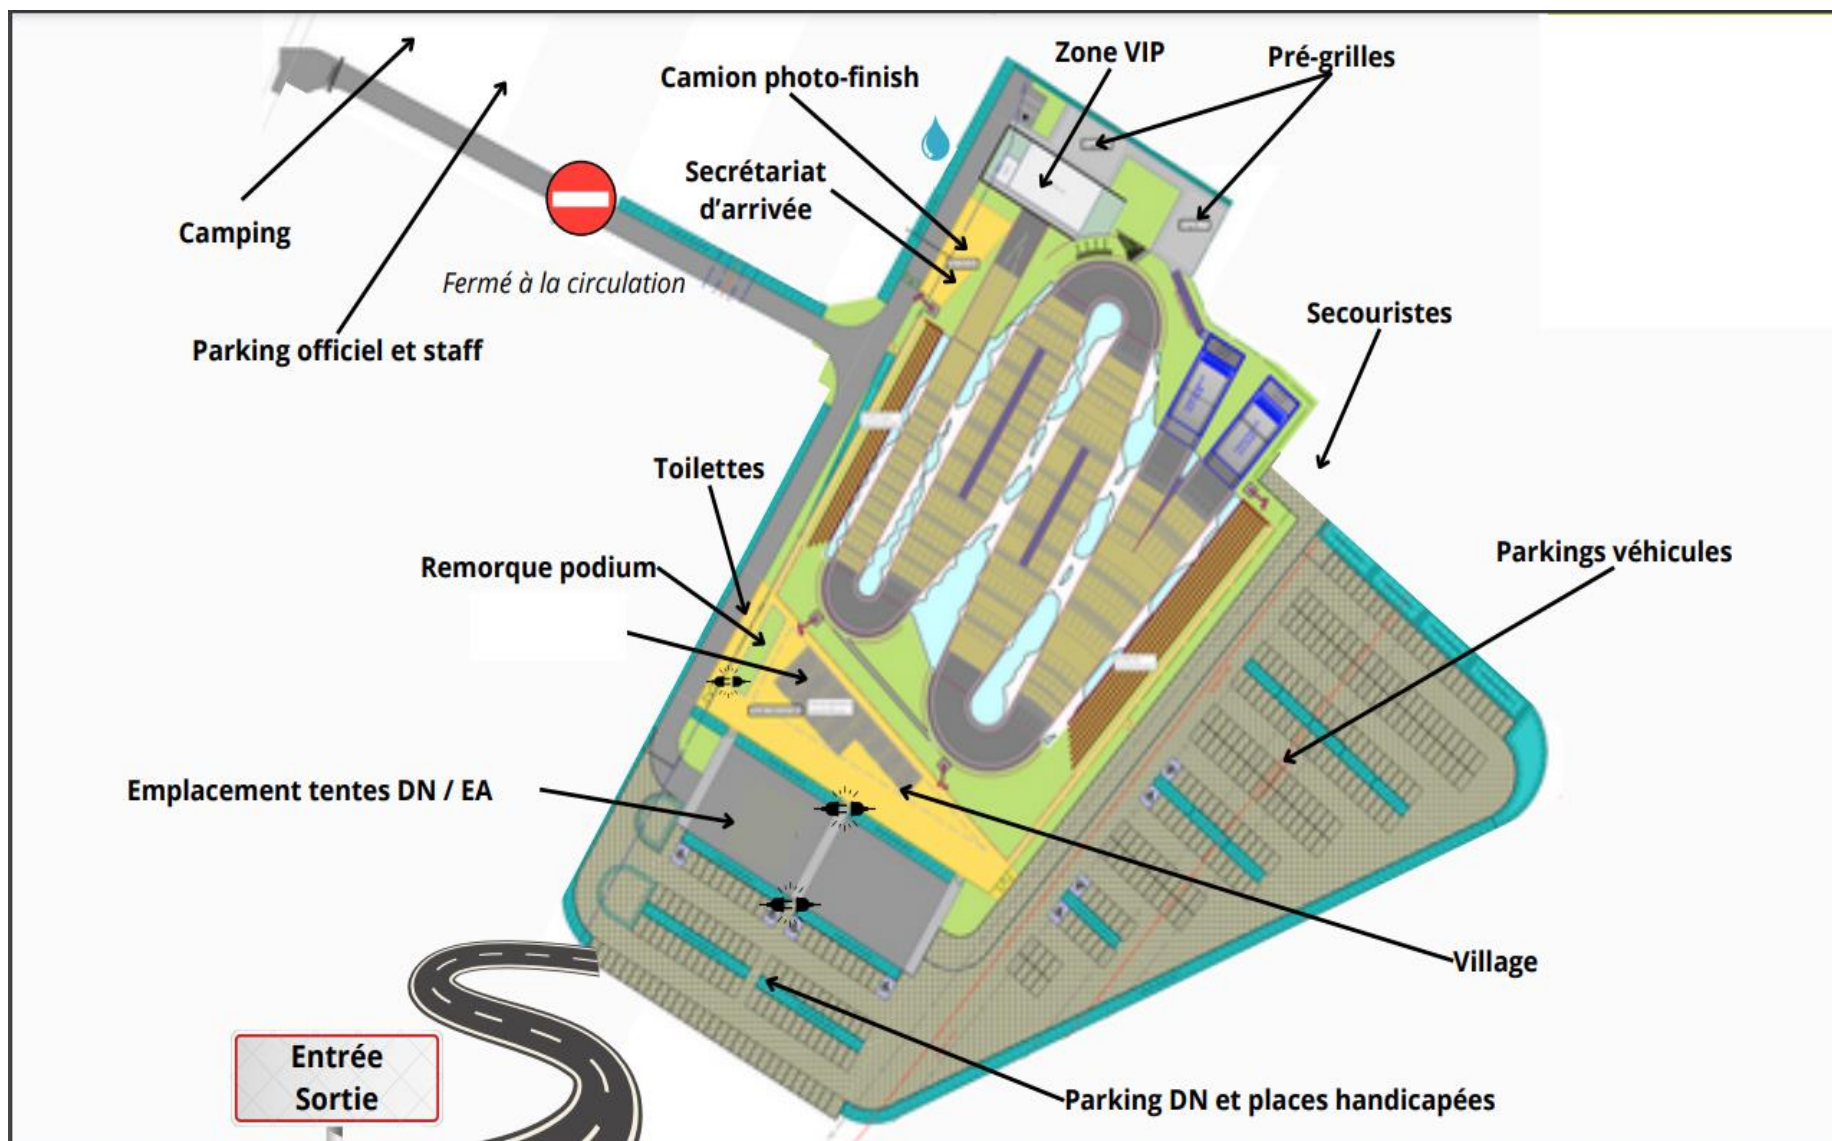 Zone VIP
Pré-grilles
Camion photo-finish
Secrétariat
d’arrivée
Camping
Fermé à la circulation
Secouristes
Parking officiel et staff
Toilettes
Parkings véhicules
Remorque podium
Emplacement tentes DN / EA
Village
Entrée
Sortie
Parking DN et places handicapées